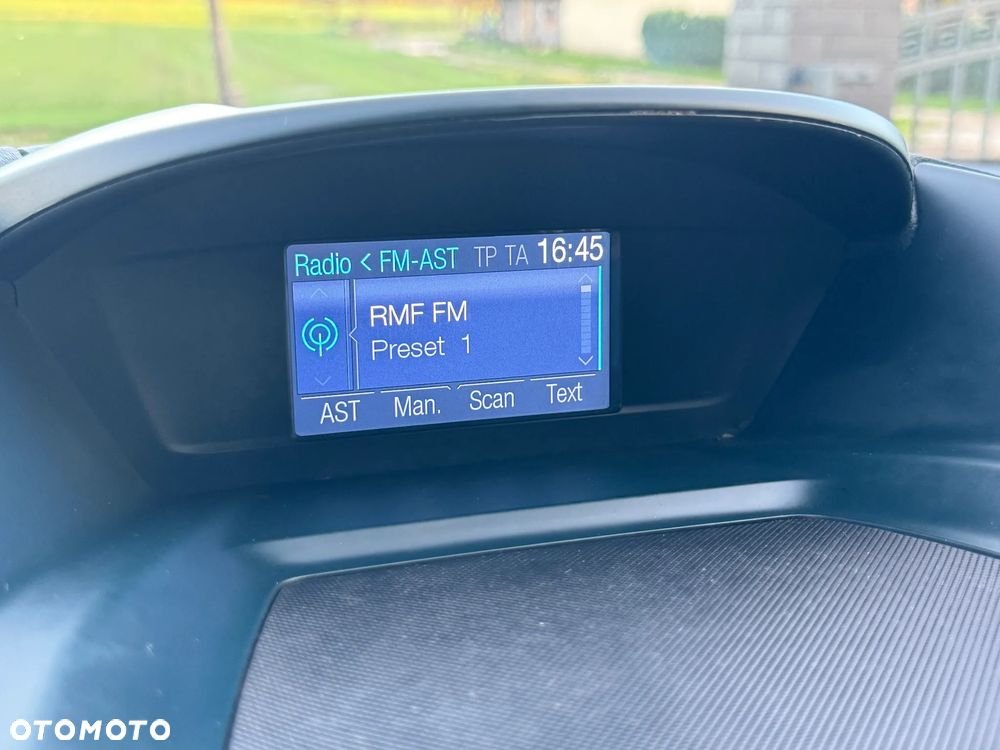 Radio < FM-AST TP TA 16:45
RMF FM
Preset 1
AST Man. Scan Text
OTOMOTO